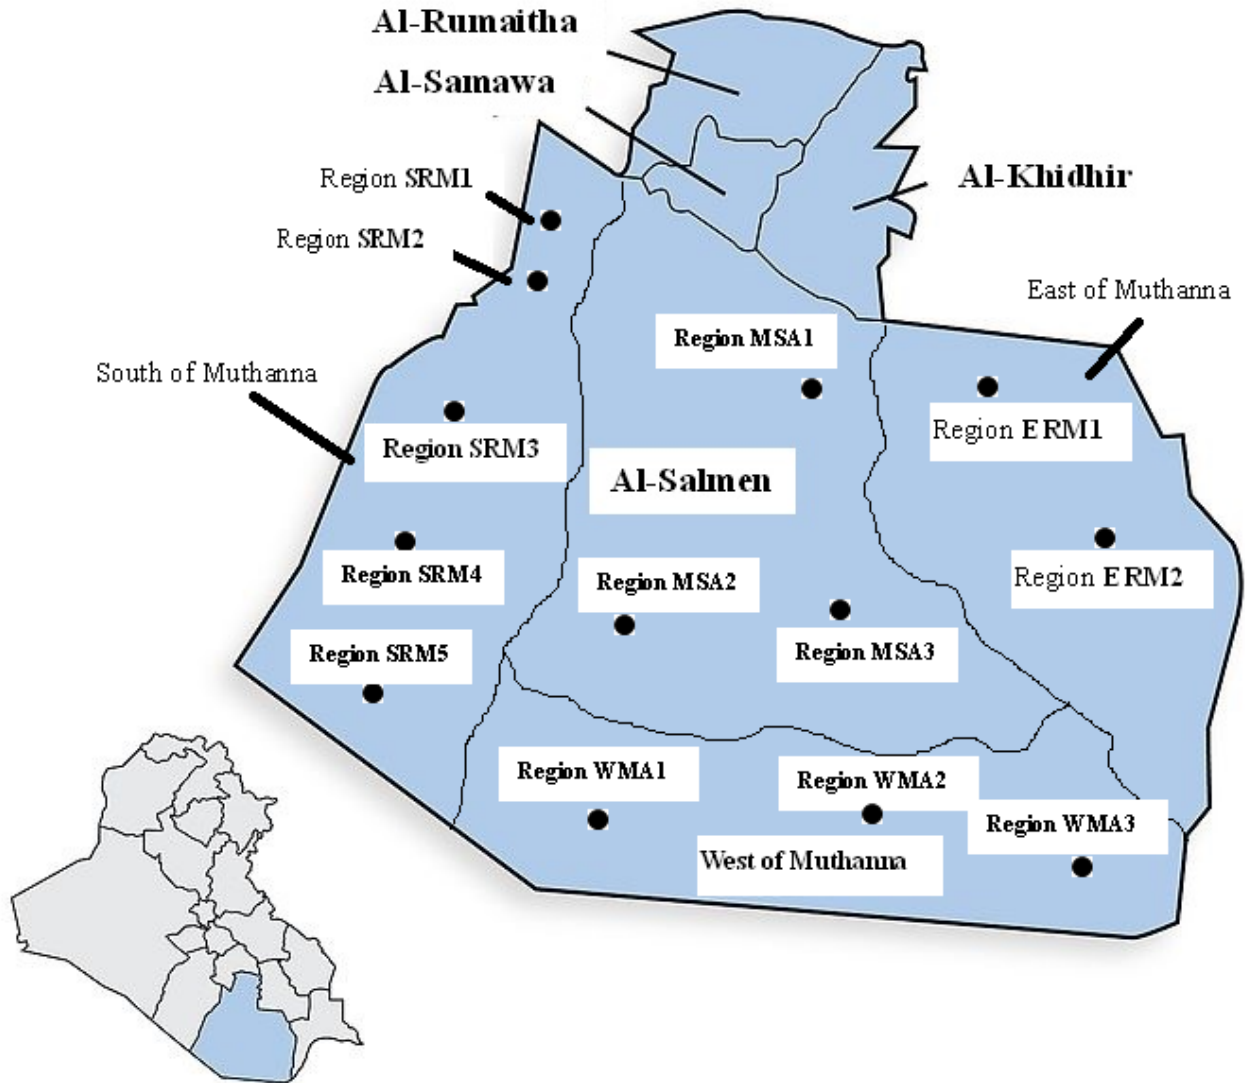 Al-Rumaitha
Al-Samawa
Region SRM1
Al-Khidhir
Region SRM2
East of Muthanna
Region MSA1
South of Muthanna
Region ERM1
Region SRM3
Al-Salmen
Region SRM4
Region MSA2
Region ERM2
Region SRM5
Region MSA3
Region WMA1
Region WMA2
Region WMA3
West of Muthanna